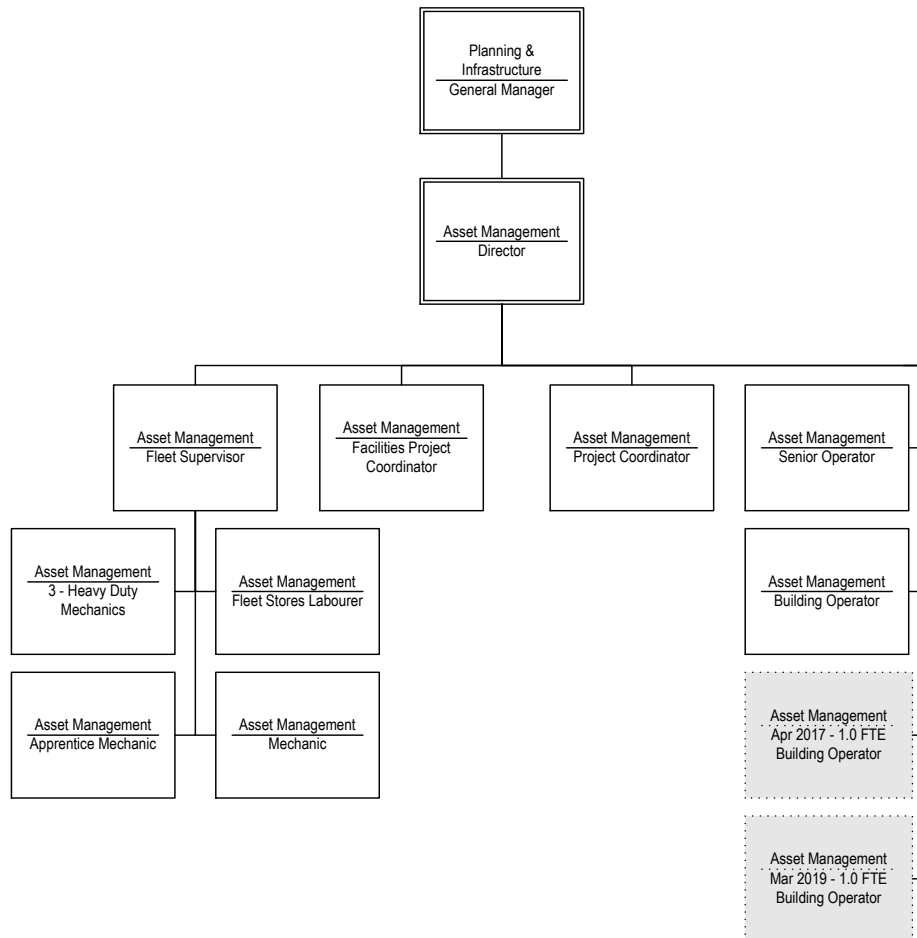 Planning &
Infrastructure
General Manager
Asset Management
Director
Asset Management
Fleet Supervisor
Asset Management
Facilities Project
Coordinator
Asset Management
Project Coordinator
Asset Management
Senior Operator
Asset Management
3 - Heavy Duty
Mechanics
Asset Management
Fleet Stores Labourer
Asset Management
Building Operator
Asset Management
Apprentice Mechanic
Asset Management
Mechanic
Asset Management
Apr 2017 - 1.0 FTE
Building Operator
Asset Management
Mar 2019 - 1.0 FTE
Building Operator